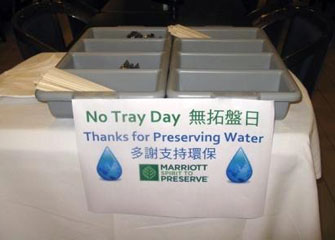 No Tray Day 無拓盤日
Thanks for Preserving Water
多謝支持環保
MARRIOTT
SPIRIT TO
PRESERVE